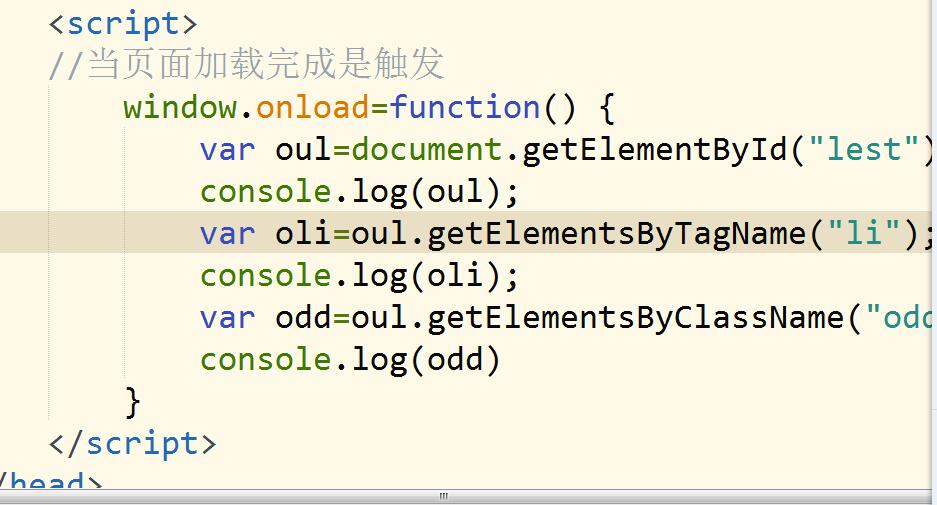 <script>
//当页面加载完成是触发
window.onload=function() {
var oul=document.getElementById("lest")
console.log(oul);
var oli=oul.getElementsByTagName("li");
console.log(oli);
var odd=oul.getElementsByClassName("odd
console.log(odd)
}
</script>
/head>